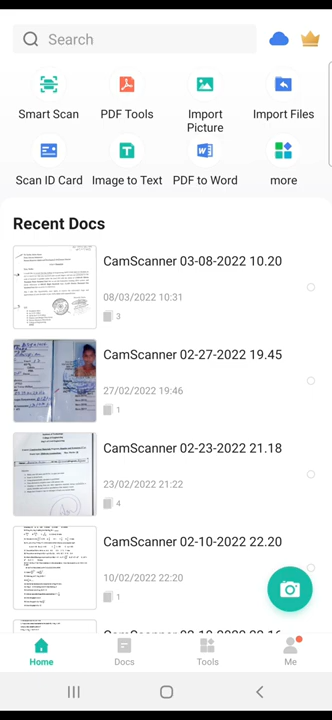 Search
Smart Scan
PDF Tools
Import Picture
Import Files
Scan ID Card
Image to Text
PDF to Word
more
Recent Docs
CamScanner 03-08-2022 10.20
08/03/2022 10:31
3
CamScanner 02-27-2022 19.45
27/02/2022 19:46
1
CamScanner 02-23-2022 21.18
23/02/2022 21:22
4
CamScanner 02-10-2022 22.20
10/02/2022 22:20
1
Home
Docs
Tools
Me